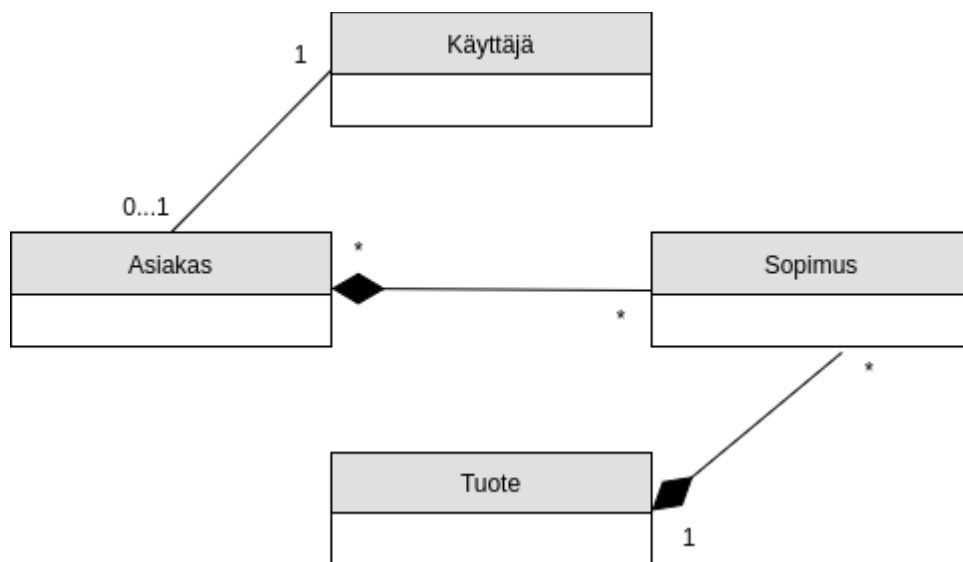 Käyttäjä
1
0...1
Asiakas
*
Sopimus
*
*
Tuote
1